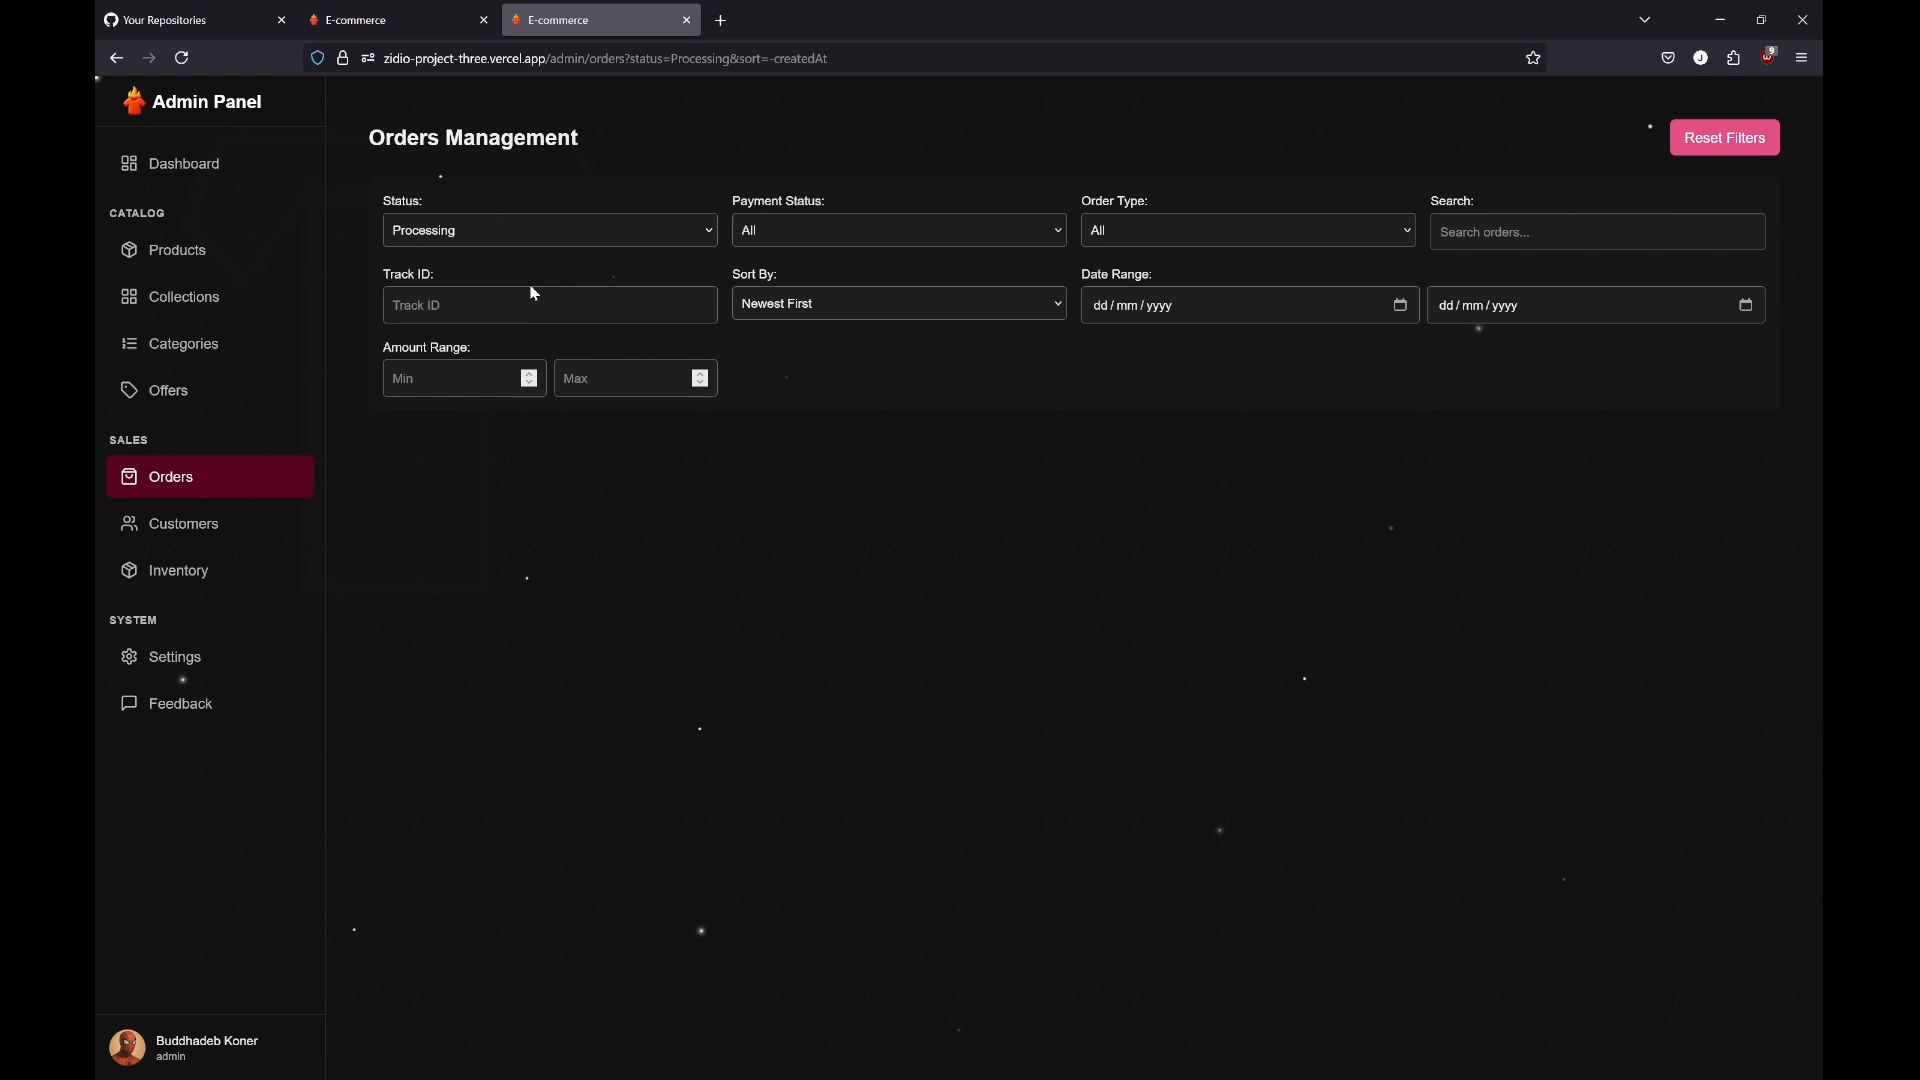 Your Repositories
E-commerce
E-commerce
zidio-project-three.vercel.app/admin/orders?status=Processing&sort=-createdAt
J
9
Admin Panel
Dashboard
CATALOG
Products
Collections
Categories
Offers
SALES
Orders
Customers
Inventory
SYSTEM
Settings
Feedback
Buddhadeb Koner
admin
Orders Management
Reset Filters
Status:
Payment Status:
Order Type:
Search:
Processing
All
All
Search orders...
Track ID:
Sort By:
Date Range:
Track ID
Newest First
dd / mm / yyyy
dd / mm / yyyy
Amount Range:
Min
Max